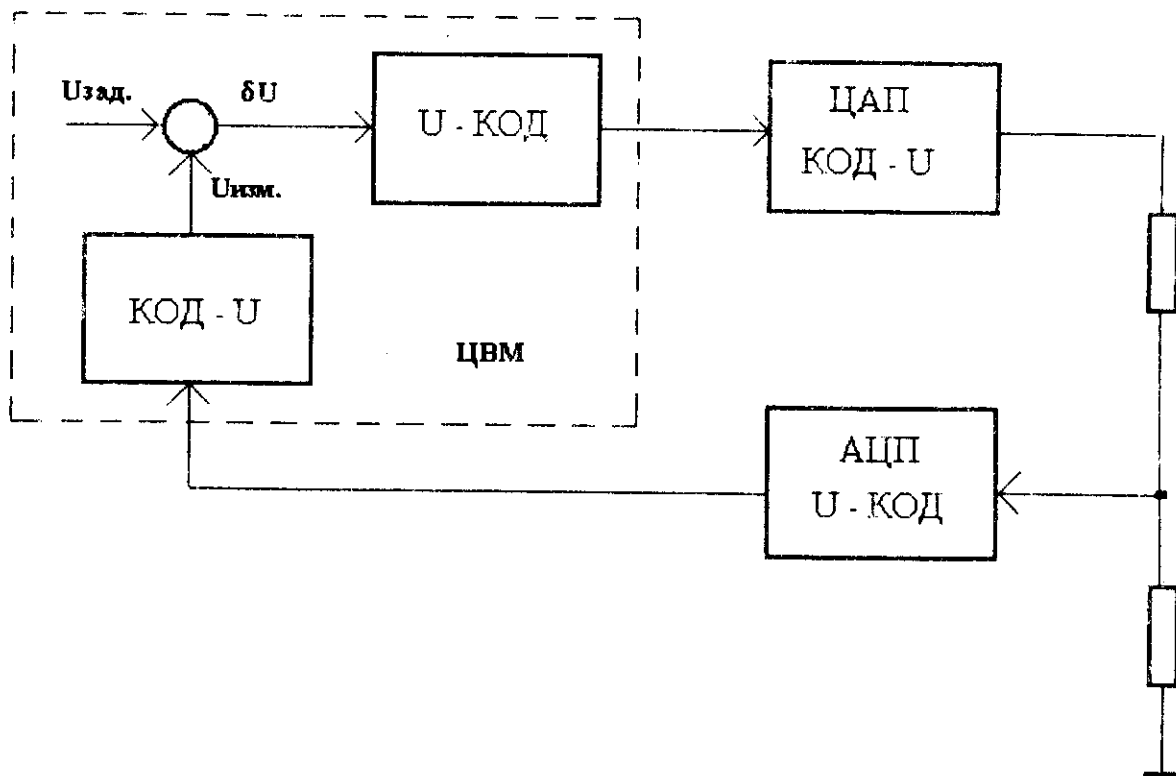 Uзад.
δU
U - КОД
ЦАП
КОД - U
Uизм.
КОД - U
ЦВМ
АЦП
U - КОД